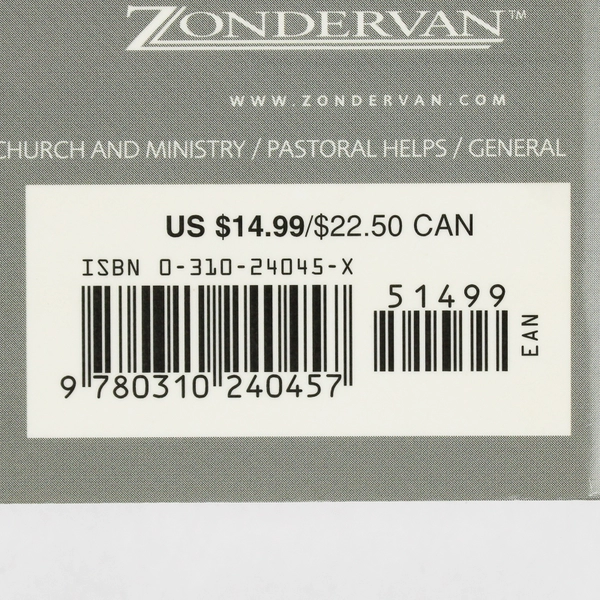 ZONDERVAN™
WWW.ZONDERVAN.COM
CHURCH AND MINISTRY / PASTORAL HELPS / GENERAL
US $14.99/$22.50 CAN
ISBN 0-310-24045-X
51499
EAN
9 780310 240457